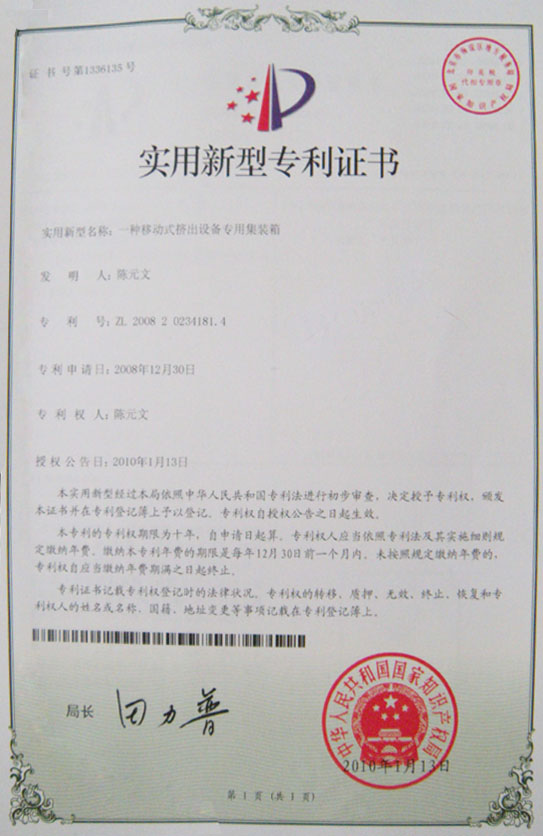 证 书 号第1336135号
实用新型专利证书
实用新型名称：一种移动式挤出设备专用集装箱
发 明 人：陈元文
专 利 号：ZL 2008 2 0234181.4
专利申请日：2008年12月30日
专 利 权 人：陈元文
授权公告日：2010年1月13日
本实用新型经过本局依照中华人民共和国专利法进行初步审查，决定授予专利权，颁发
本证书并在专利登记簿上予以登记。专利权自授权公告之日起生效。
本专利的专利权期限为十年，自申请日起算。专利权人应当依照专利法及其实施细则规
定缴纳年费。缴纳本专利年费的期限是每年12月30日前一个月内。未按照规定缴纳年费的，
专利权自应当缴纳年费期满之日起终止。
专利证书记载专利权登记时的法律状况。专利权的转移、质押、无效、终止、恢复和专
利权人的姓名或名称、国籍、地址变更等事项记载在专利登记簿上。
局长
田力普
中华人民共和国国家知识产权局
2010年1月13日
第 1 页（共 1 页）